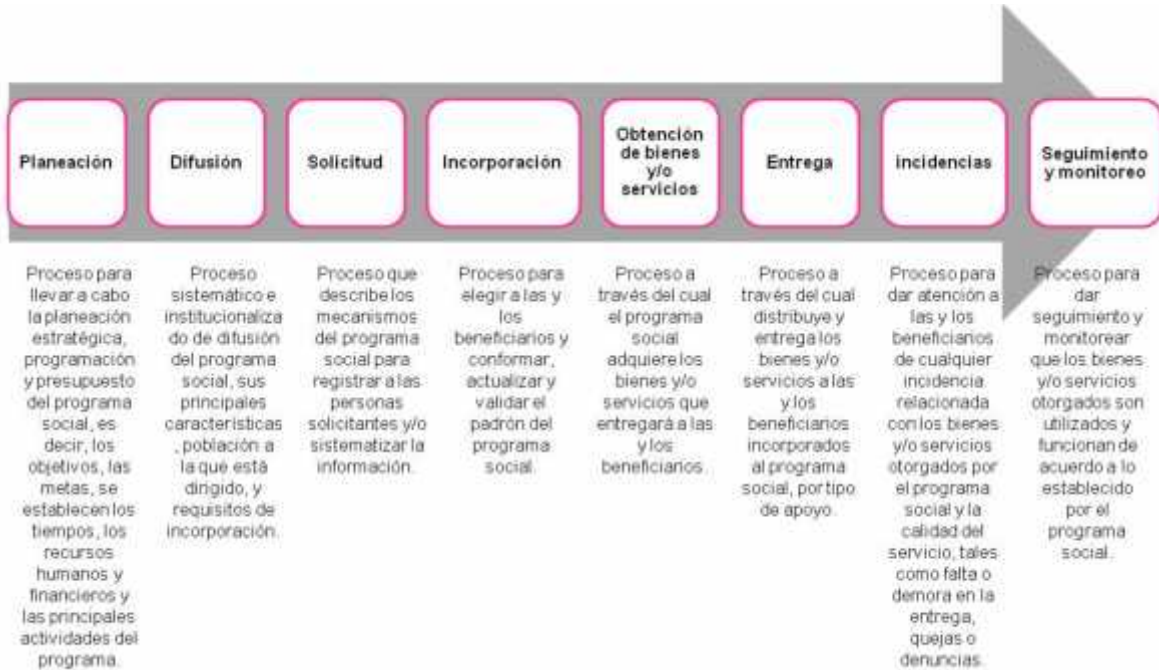 Planeación
Difusión
Solicitud
Incorporación
Obtención
de bienes
y/o
servicios
Entrega
incidencias
Seguimiento
y monitoreo
Proceso para
llevar a cabo
la planeación
estratégica,
programación
y presupuesto
del programa
social, es
decir, los
objetivos, las
metas, se
establecen los
tiempos, los
recursos
humanos y
financieros y
las principales
actividades del
programa.
Proceso
sistemático e
institucionaliza
do de difusión
del programa
social, sus
principales
características
, población a
la que está
dirigido, y
requisitos de
incorporación.
Proceso que
describe los
mecanismos
del programa
social para
registrar a las
personas
solicitantes y/o
sistematizar la
información.
Proceso para
elegir a las y
los
beneficiarios y
conformar,
actualizar y
validar el
padrón del
programa
social.
Proceso a
través del cual
el programa
social
adquiere los
bienes y/o
servicios que
entregará a las
y los
beneficiarios.
Proceso a
través del cual
distribuye y
entrega los
bienes y/o
servicios a las
y los
beneficiarios
incorporados
al programa
social, por tipo
de apoyo.
Proceso para
dar atención a
las y los
beneficiarios
de cualquier
incidencia
relacionada
con los bienes
y/o servicios
otorgados por
el programa
social y la
calidad del
servicio, tales
como falta o
demora en la
entrega,
quejas o
denuncias.
Proceso para
dar
seguimiento y
monitorear
que los bienes
y/o servicios
otorgados son
utilizados y
funcionan de
acuerdo a lo
establecido
por el
programa
social.